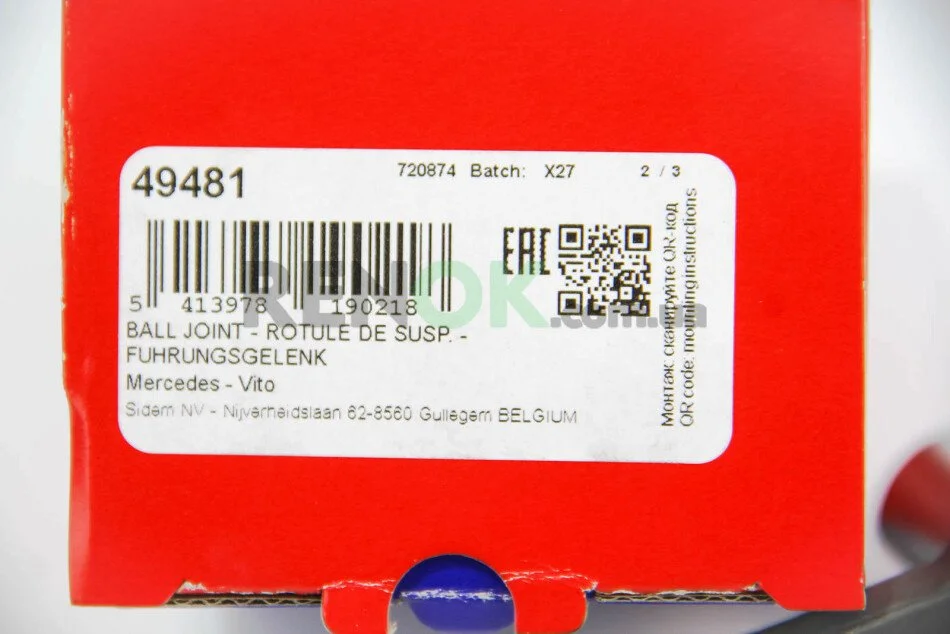 49481
720874 Batch: X27 2 / 3
EAC
5 413978 190218
RENOK.com.ua
BALL JOINT - ROTULE DE SUSP. -
FUHRUNGSGELENK
Mercedes - Vito
Sidem NV - Nijverheidslaan 62-8560 Gullegem BELGIUM
Монтаж: сканируйте QR-код
QR code: mounting instructions